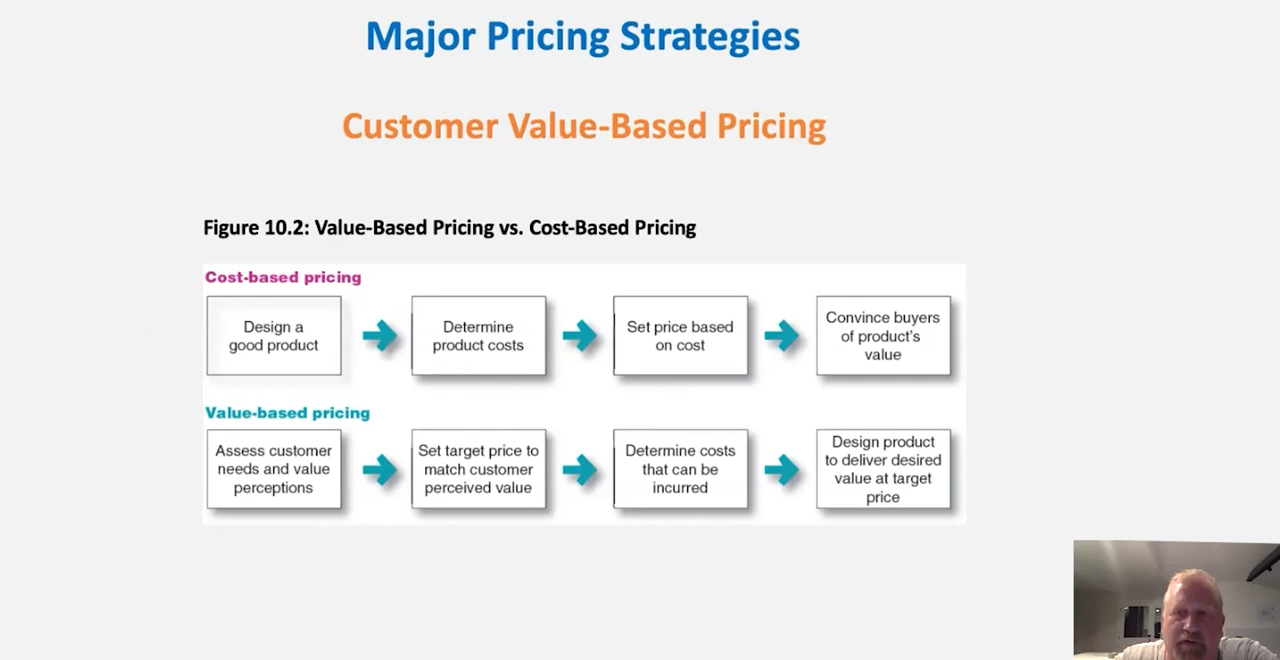 Major Pricing Strategies
Customer Value-Based Pricing
Figure 10.2: Value-Based Pricing vs. Cost-Based Pricing
Cost-based pricing
Design a
good product
Determine
product costs
Set price based
on cost
Convince buyers
of product's
value
Value-based pricing
Assess customer
needs and value
perceptions
Set target price to
match customer
perceived value
Determine costs
that can be
incurred
Design product
to deliver desired
value at target
price